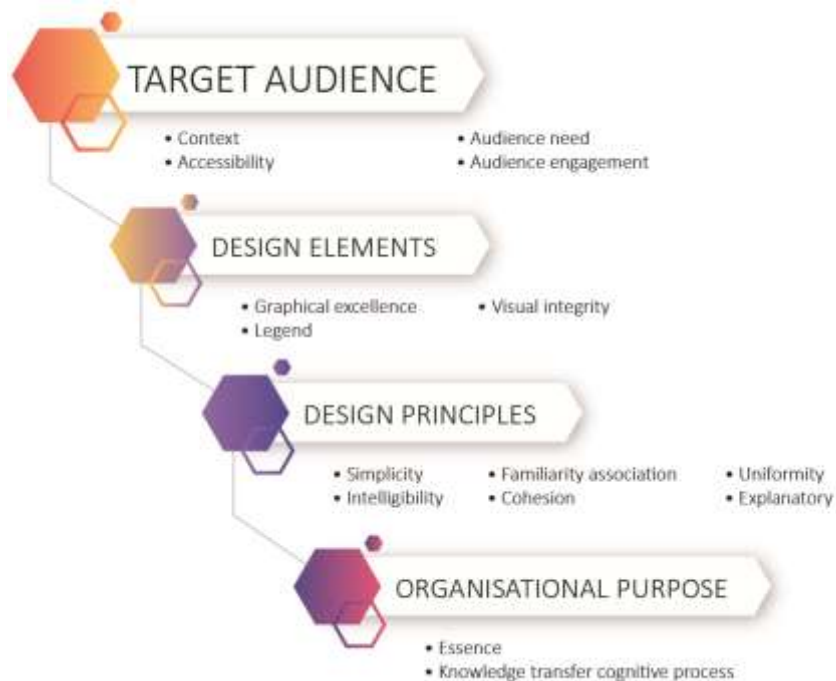 TARGET AUDIENCE
• Context
• Audience need
• Accessibility
• Audience engagement
DESIGN ELEMENTS
• Graphical excellence
• Visual integrity
• Legend
DESIGN PRINCIPLES
• Simplicity
• Familiarity association
• Uniformity
• Intelligibility
• Cohesion
• Explanatory
ORGANISATIONAL PURPOSE
• Essence
• Knowledge transfer cognitive process